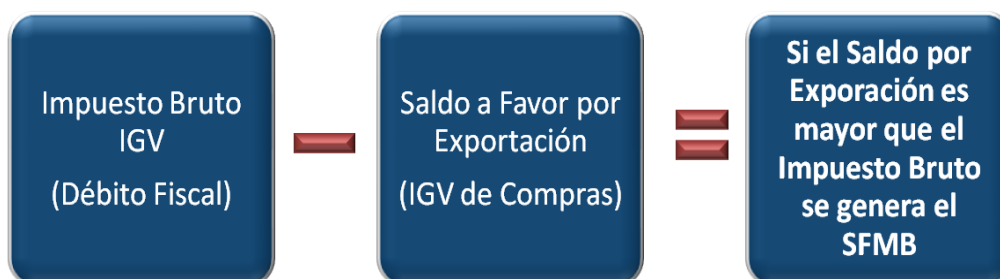 Impuesto Bruto
IGV
(Débito Fiscal)
Saldo a Favor por
Exportación
(IGV de Compras)
Si el Saldo por
Exporación es
mayor que el
Impuesto Bruto
se genera el
SFMB